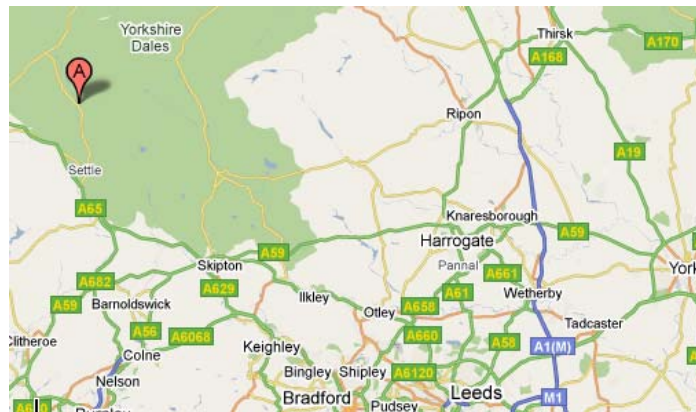 Yorkshire
Dales
Thirsk
A170
A168
A
Ripon
A19
Settle
A65
Knaresborough
A59
Harrogate
A59
Skipton
Pannal
A661
York
A682
A629
Ilkley
A61
Wetherby
A59
Barnoldswick
Otley
A658
Tadcaster
A56
A6068
A660
Clitheroe
Colne
Keighley
A58
A1(M)
Nelson
Bingley
Shipley
A6120
Bradford
Leeds
M1
Pudsey